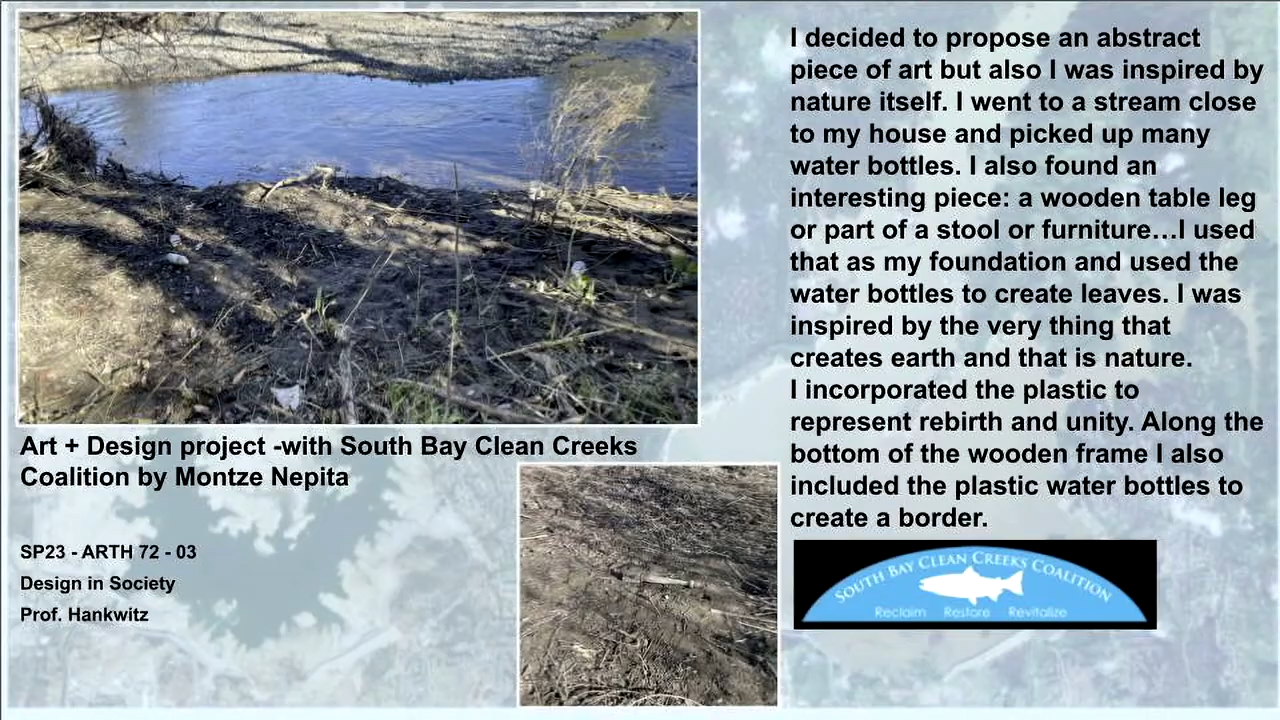 I decided to propose an abstract
piece of art but also I was inspired by
nature itself. I went to a stream close
to my house and picked up many
water bottles. I also found an
interesting piece: a wooden table leg
or part of a stool or furniture…I used
that as my foundation and used the
water bottles to create leaves. I was
inspired by the very thing that
creates earth and that is nature.
I incorporated the plastic to
represent rebirth and unity. Along the
bottom of the wooden frame I also
included the plastic water bottles to
create a border.
Art + Design project -with South Bay Clean Creeks
Coalition by Montze Nepita
SP23 - ARTH 72 - 03
Design in Society
Prof. Hankwitz
SOUTH BAY CLEAN CREEKS COALITION
Reclaim Restore Revitalize